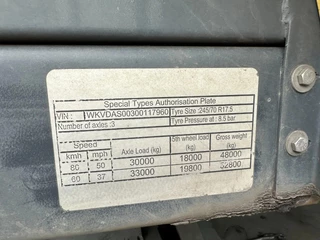 Special Types Authorisation Plate
VIN : WKVDAS00300117960 Tyre Size :245/70 R17.5
Number of axles :3 Tyre Pressure at : 8.5 bar
Speed Axle Load (kg) 5th wheel load (kg) Gross weight (kg)
kmh mph
80 50 30000 18000 48000
60 37 33000 19800 52800